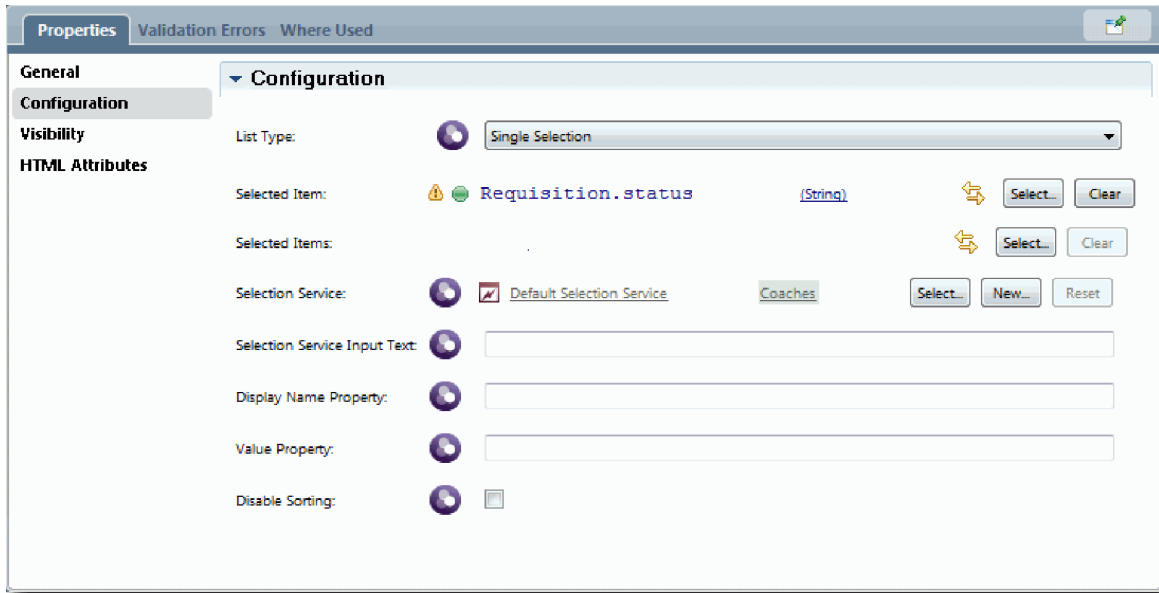 Properties Validation Errors Where Used
General
Configuration
Visibility
HTML Attributes
Configuration
List Type: Single Selection
Selected Item: Requisition.status (String) Select... Clear
Selected Items: Select... Clear
Selection Service: Default Selection Service Coaches Select... New... Reset
Selection Service Input Text:
Display Name Property:
Value Property:
Disable Sorting: